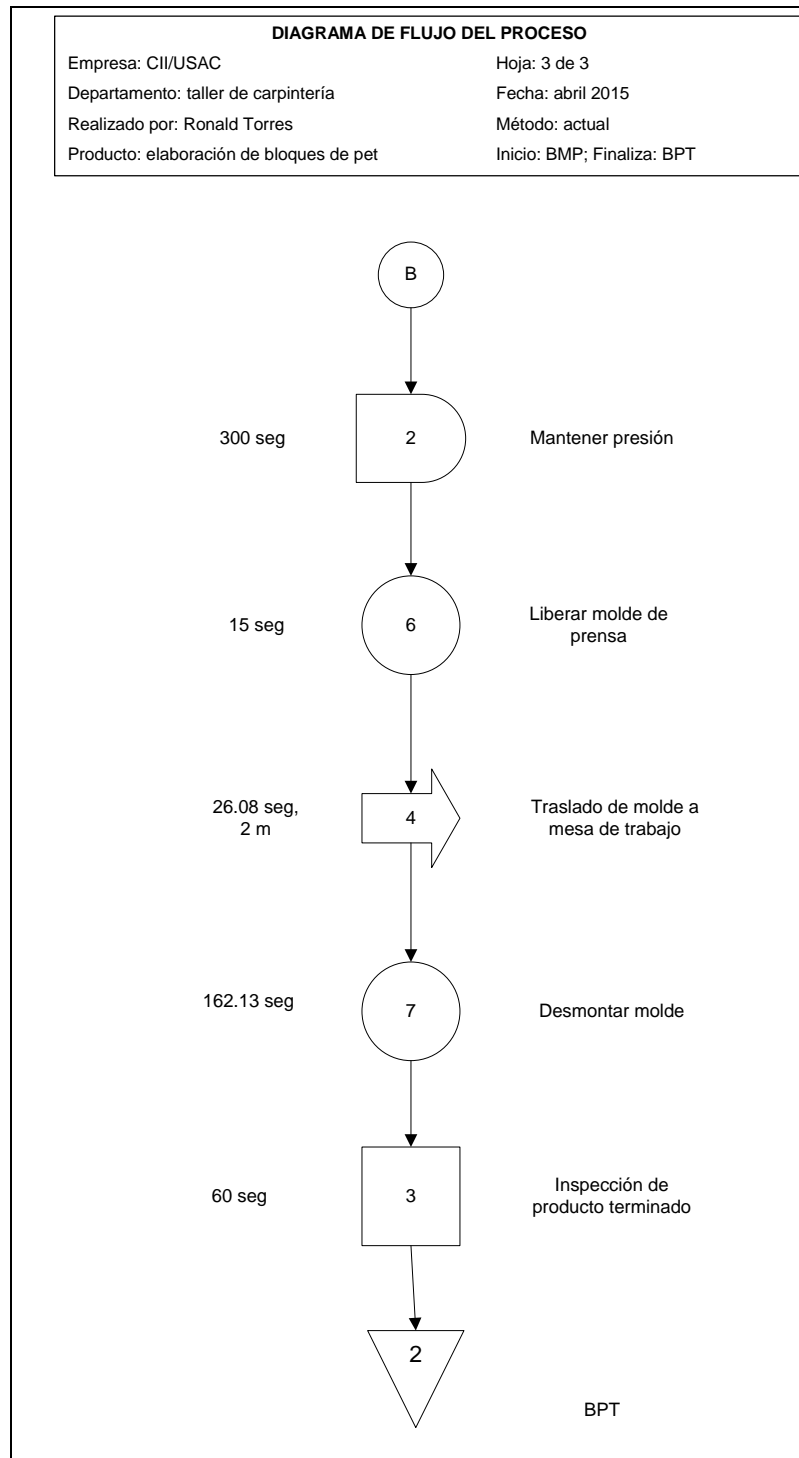 DIAGRAMA DE FLUJO DEL PROCESO
Empresa: CII/USAC Hoja: 3 de 3
Departamento: taller de carpintería Fecha: abril 2015
Realizado por: Ronald Torres Método: actual
Producto: elaboración de bloques de pet Inicio: BMP; Finaliza: BPT
B
300 seg 2 Mantener presión
15 seg 6 Liberar molde de
prensa
26.08 seg,
2 m
4
Traslado de molde a
mesa de trabajo
162.13 seg 7 Desmontar molde
60 seg 3 Inspección de
producto terminado
2
BPT